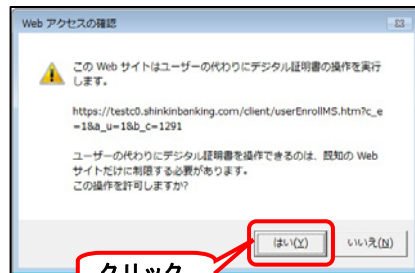 Web アクセスの確認
この Web サイトはユーザーの代わりにデジタル証明書の操作を実行
します。
https://testc0.shinkinbanking.com/client/userEnrollMS.htm?c_e
=1&a_u=1&b_c=1291
ユーザーの代わりにデジタル証明書を操作できるのは、既知の Web
サイトだけに制限する必要があります。
この操作を許可しますか?
はい(Y) いいえ(N)
クリック